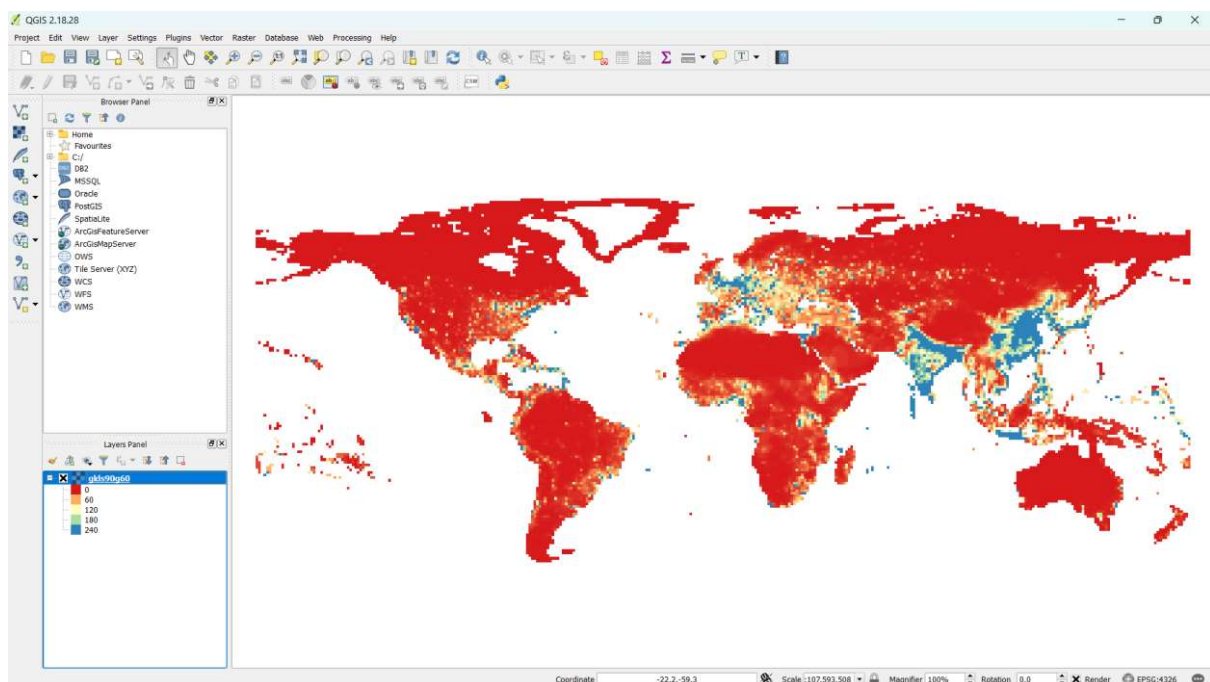 QGIS 2.18.28
Project Edit View Layer Settings Plugins Vector Raster Database Web Processing Help
CSW
Browser Panel
Home
Favourites
C:/
DB2
MSSQL
Oracle
PostGIS
SpatiaLite
ArcGisFeatureServer
ArcGisMapServer
OWS
Tile Server (XYZ)
WCS
WFS
WMS
Layers Panel
glds90g60
0
60
120
180
240
Coordinate -22.2,-59.3 Scale :107.593.508 Magnifier 100% Rotation 0.0 Render EPSG:4326